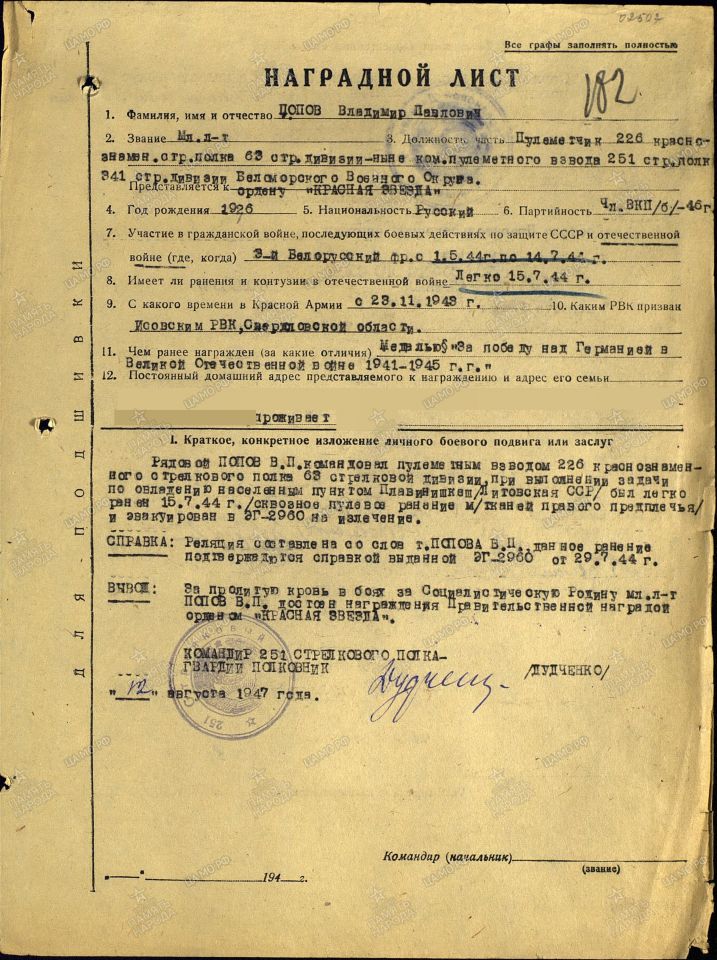 02507
Все графы заполнять полностью
НАГРАДНОЙ ЛИСТ
182
1. Фамилия, имя и отчество ПОПОВ Владимир Павлович
2. Звание Мл.л-т 3. Должность часть Пулеметчик 226 красно-
знамен.стр.полка 63 стр.дивизии-ныне ком.пулеметного взвода 251 стр.полк
341 стр.дивизии Беломорского Военного Округа.
Представляется к ордену "КРАСНАЯ ЗВЕЗДА"
4. Год рождения 1926 5. Национальность Русский 6. Партийность Чл.ВКП/б/-46г
7. Участие в гражданской войне, последующих боевых действиях по защите СССР и отечественной
войне (где, когда) 3-й Белорусский фр.с 1.5.44г. по 14.7.44 г.
8. Имеет ли ранения и контузии в отечественной войне Легко 15.7.44 г.
9. С какого времени в Красной Армии с 23.11.1943 г. 10. Каким РВК призван
Исовским РВК,Свердловской области.
11. Чем ранее награжден (за какие отличия) Медалью "За победу над Германией в
Великой Отечественной войне 1941-1945 г.г."
12. Постоянный домашний адрес представляемого к награждению и адрес его семьи
проживает
I. Краткое, конкретное изложение личного боевого подвига или заслуг
Рядовой ПОПОВ В.П.командовал пулеметным взводом 226 краснознамен-
ного стрелкового полка 63 стрелковой дивизии,при выполнении задачи
по овладению населенным пунктом Плавинишкеш/Литовская ССР/ был легко
ранен 15.7.44 г./сквозное пулевое ранение м/тканей правого предплечья/
и эвакуирован в ЭГ-2960 на излечение.
СПРАВКА: Реляция составлена со слов т.ПОПОВА В.П.,данное ранение
подтверждаются справкой выданной ЭГ-2960 от 29.7.44 г.
ВЫВОД: За пролитую кровь в боях за Социалистическую Родину мл.л-т
ПОПОВ В.П. достоен награждения Правительственной наградой
орденом "КРАСНАЯ ЗВЕЗДА".
КОМАНДИР 251 СТРЕЛКОВОГО ПОЛКА-
ГВАРДИИ ПОЛКОВНИК /ДУДЧЕНКО/
"12" августа 1947 года.
Командир (начальник)
(звание)
194 г.
ДЛЯ ПОДШИВКИ